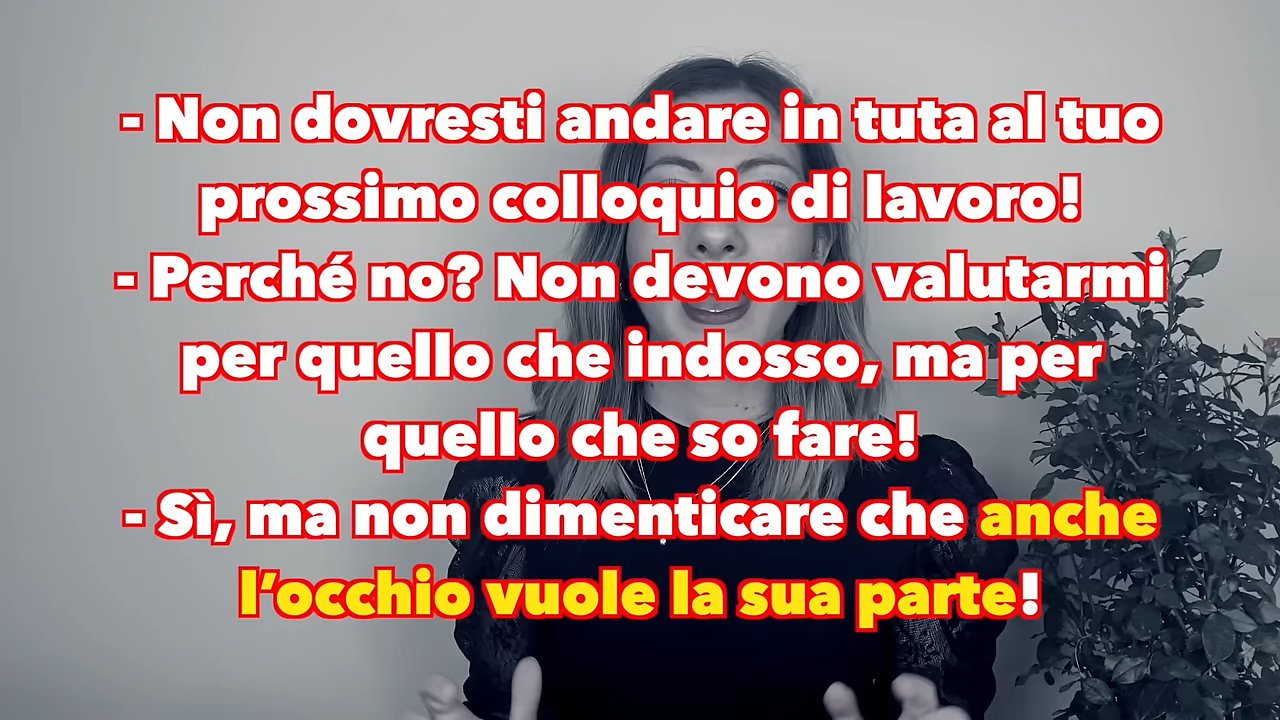 - Non dovresti andare in tuta al tuo
prossimo colloquio di lavoro!
- Perché no? Non devono valutarmi
per quello che indosso, ma per
quello che so fare!
- Sì, ma non dimenticare che anche
l’occhio vuole la sua parte!